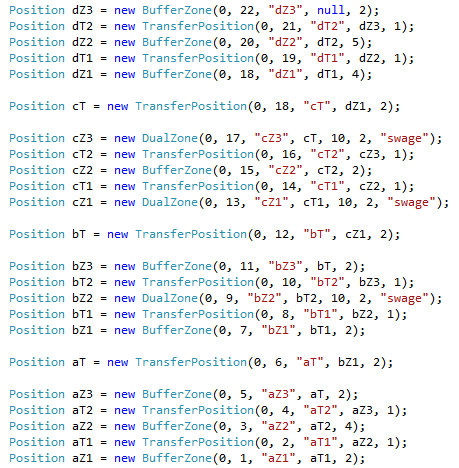 Position dZ3 = new BufferZone(0, 22, "dZ3", null, 2);
Position dT2 = new TransferPosition(0, 21, "dT2", dZ3, 1);
Position dZ2 = new BufferZone(0, 20, "dZ2", dT2, 5);
Position dT1 = new TransferPosition(0, 19, "dT1", dZ2, 1);
Position dZ1 = new BufferZone(0, 18, "dZ1", dT1, 4);
Position cT = new TransferPosition(0, 18, "cT", dZ1, 2);
Position cZ3 = new DualZone(0, 17, "cZ3", cT, 10, 2, "swage");
Position cT2 = new TransferPosition(0, 16, "cT2", cZ3, 1);
Position cZ2 = new BufferZone(0, 15, "cZ2", cT2, 2);
Position cT1 = new TransferPosition(0, 14, "cT1", cZ2, 1);
Position cZ1 = new DualZone(0, 13, "cZ1", cT1, 10, 2, "swage");
Position bT = new TransferPosition(0, 12, "bT", cZ1, 2);
Position bZ3 = new BufferZone(0, 11, "bZ3", bT, 2);
Position bT2 = new TransferPosition(0, 10, "bT2", bZ3, 1);
Position bZ2 = new DualZone(0, 9, "bZ2", bT2, 10, 2, "swage");
Position bT1 = new TransferPosition(0, 8, "bT1", bZ2, 1);
Position bZ1 = new BufferZone(0, 7, "bZ1", bT1, 2);
Position aT = new TransferPosition(0, 6, "aT", bZ1, 2);
Position aZ3 = new BufferZone(0, 5, "aZ3", aT, 2);
Position aT2 = new TransferPosition(0, 4, "aT2", aZ3, 1);
Position aZ2 = new BufferZone(0, 3, "aZ2", aT2, 4);
Position aT1 = new TransferPosition(0, 2, "aT1", aZ2, 1);
Position aZ1 = new BufferZone(0, 1, "aZ1", aT1, 2);